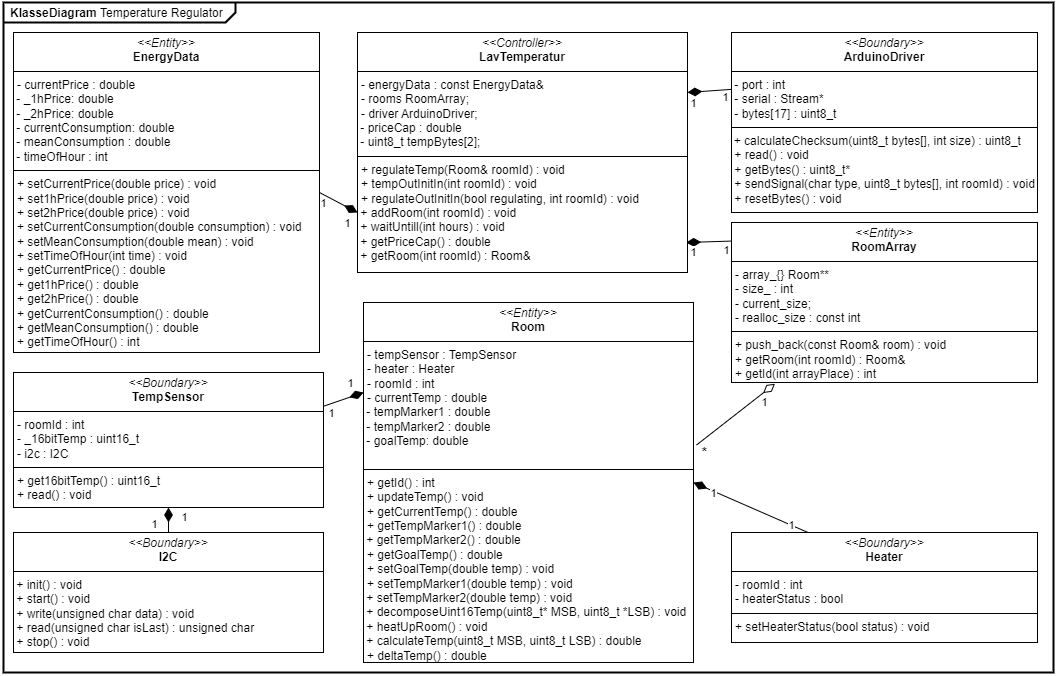 KlasseDiagram Temperature Regulator
<<Entity>>
EnergyData
- currentPrice : double
- _1hPrice: double
- _2hPrice: double
- currentConsumption: double
- meanConsumption : double
- timeOfHour : int
+ setCurrentPrice(double price) : void
+ set1hPrice(double price) : void
+ set2hPrice(double price) : void
+ setCurrentConsumption(double consumption) : void
+ setMeanConsumption(double mean) : void
+ setTimeOfHour(int time) : void
+ getCurrentPrice() : double
+ get1hPrice() : double
+ get2hPrice() : double
+ getCurrentConsumption() : double
+ getMeanConsumption() : double
+ getTimeOfHour() : int
1
1
<<Controller>>
LavTemperatur
- energyData : const EnergyData&
- rooms RoomArray;
- driver ArduinoDriver;
- priceCap : double
- uint8_t tempBytes[2];
+ regulateTemp(Room& roomId) : void
+ tempOutInitIn(int roomId) : void
+ regulateOutInitIn(bool regulating, int roomId) : void
+ addRoom(int roomId) : void
+ waitUntill(int hours) : void
+ getPriceCap() : double
+ getRoom(int roomId) : Room&
1
1
<<Boundary>>
ArduinoDriver
- port : int
- serial : Stream*
- bytes[17] : uint8_t
+ calculateChecksum(uint8_t bytes[], int size) : uint8_t
+ read() : void
+ getBytes() : uint8_t*
+ sendSignal(char type, uint8_t bytes[], int roomId) : void
+ resetBytes() : void
1
1
<<Entity>>
RoomArray
- array_{} Room**
- size_ : int
- current_size;
- realloc_size : const int
+ push_back(const Room& room) : void
+ getRoom(int roomId) : Room&
+ getId(int arrayPlace) : int
1
*
<<Entity>>
Room
- tempSensor : TempSensor
- heater : Heater
- roomId : int
- currentTemp : double
- tempMarker1 : double
- tempMarker2 : double
- goalTemp: double
+ getId() : int
+ updateTemp() : void
+ getCurrentTemp() : double
+ getTempMarker1() : double
+ getTempMarker2() : double
+ getGoalTemp() : double
+ setGoalTemp(double temp) : void
+ setTempMarker1(double temp) : void
+ setTempMarker2(double temp) : void
+ decomposeUint16Temp(uint8_t* MSB, uint8_t *LSB) : void
+ heatUpRoom() : void
+ calculateTemp(uint8_t MSB, uint8_t LSB) : double
+ deltaTemp() : double
1
1
<<Boundary>>
TempSensor
- roomId : int
- _16bitTemp : uint16_t
- i2c : I2C
+ get16bitTemp() : uint16_t
+ read() : void
1
1
<<Boundary>>
I2C
+ init() : void
+ start() : void
+ write(unsigned char data) : void
+ read(unsigned char isLast) : unsigned char
+ stop() : void
1
1
<<Boundary>>
Heater
- roomId : int
- heaterStatus : bool
+ setHeaterStatus(bool status) : void